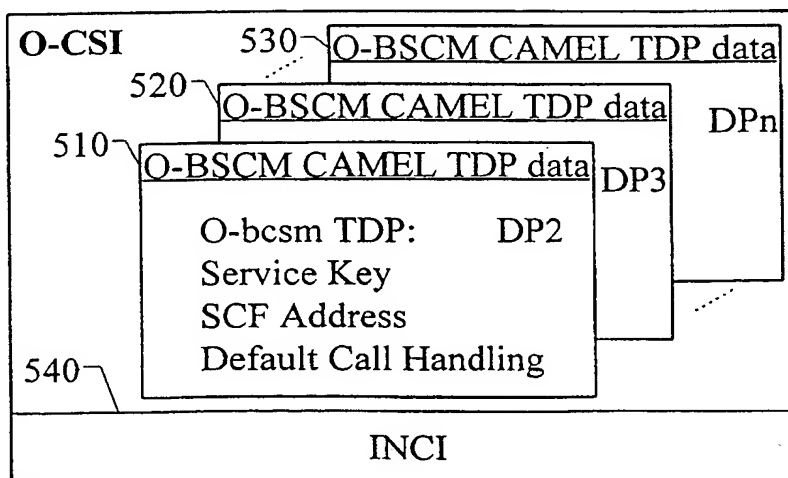 O-CSI
530 O-BSCM CAMEL TDP data
520 O-BSCM CAMEL TDP data DPn
510 O-BSCM CAMEL TDP data DP3
O-bcsm TDP: DP2
Service Key
SCF Address
Default Call Handling
540
INCI